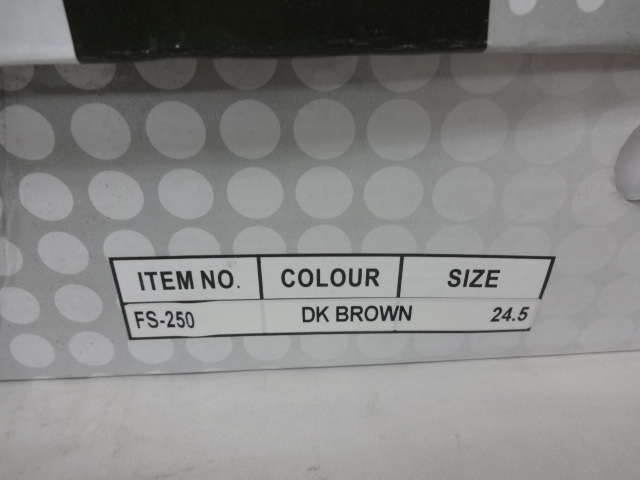 ITEM NO. COLOUR SIZE
FS-250 DK BROWN 24.5